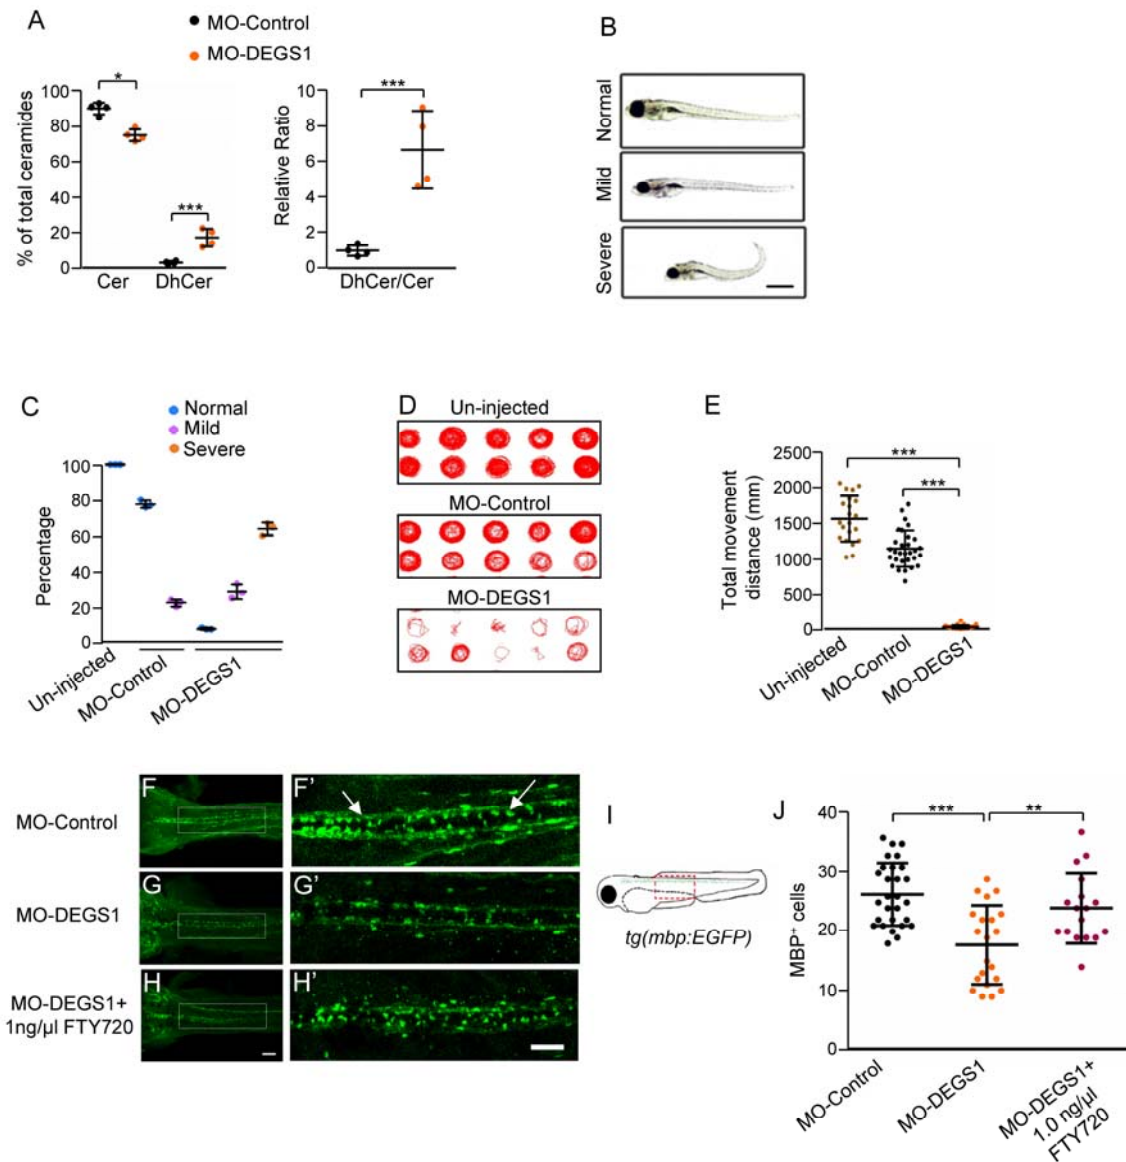 A
MO-Control
MO-DEGS1
% of total ceramides
100
80
60
40
20
0
*
***
Cer
DhCer
Relative Ratio
10
8
6
4
2
0
***
DhCer/Cer
B
Normal
Mild
Severe
C
Normal
Mild
Severe
Percentage
100
80
60
40
20
0
Un-injected
MO-Control
MO-DEGS1
D
Un-injected
MO-Control
MO-DEGS1
E
Total movement
distance (mm)
2500
2000
1500
1000
500
0
***
***
Un-injected
MO-Control
MO-DEGS1
MO-Control
F
F'
MO-DEGS1
G
G'
MO-DEGS1+
1ng/µl FTY720
H
H'
I
tg(mbp:EGFP)
J
MBP⁺ cells
40
30
20
10
0
***
**
MO-Control
MO-DEGS1
MO-DEGS1+
1.0 ng/µl
FTY720